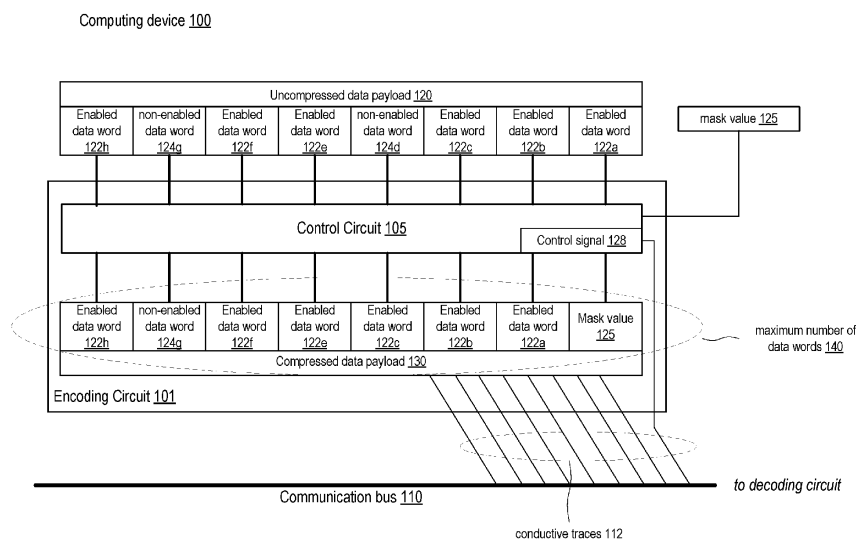 Computing device 100
Uncompressed data payload 120
Enabled data word 122h
non-enabled data word 124g
Enabled data word 122f
Enabled data word 122e
non-enabled data word 124d
Enabled data word 122c
Enabled data word 122b
Enabled data word 122a
mask value 125
Control Circuit 105
Control signal 128
Enabled data word 122h
non-enabled data word 124g
Enabled data word 122f
Enabled data word 122e
Enabled data word 122c
Enabled data word 122b
Enabled data word 122a
Mask value 125
Compressed data payload 130
maximum number of
data words 140
Encoding Circuit 101
Communication bus 110
to decoding circuit
conductive traces 112